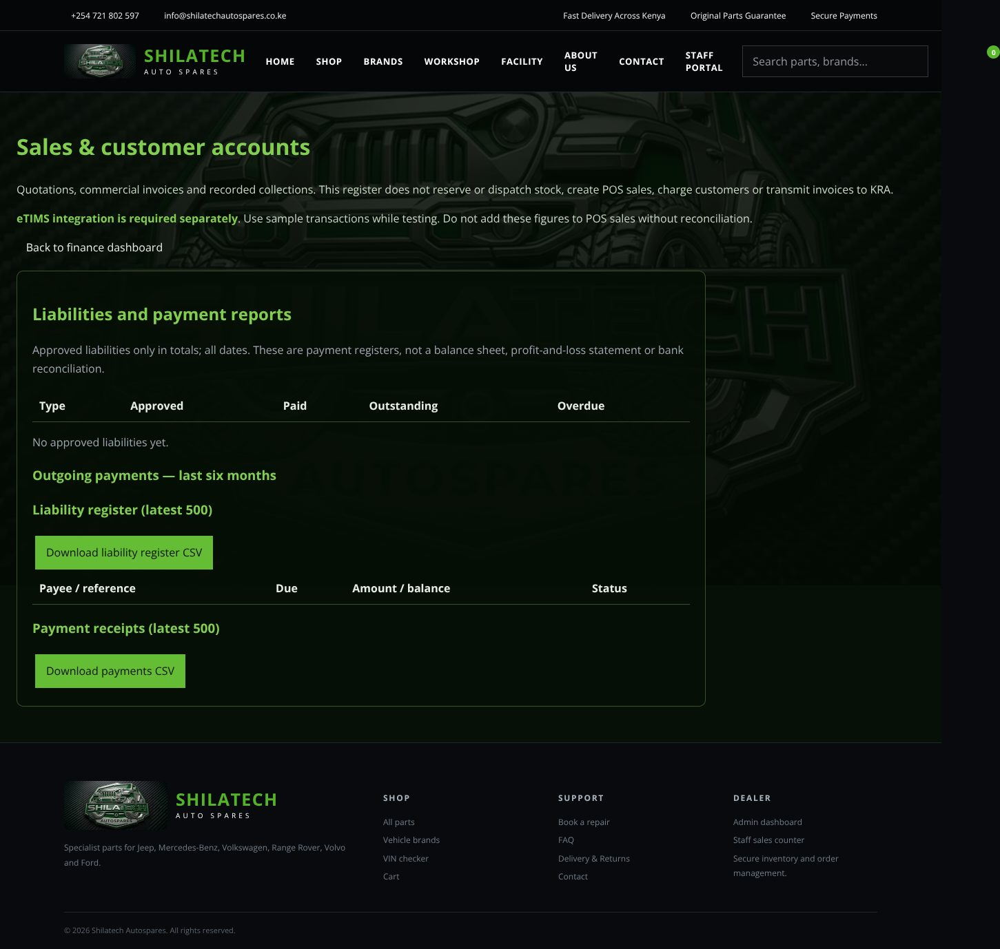 +254 721 802 597 info@shilatechautospares.co.ke Fast Delivery Across Kenya Original Parts Guarantee Secure Payments
SHILATECH
AUTO SPARES
HOME SHOP BRANDS WORKSHOP FACILITY ABOUT US CONTACT STAFF PORTAL
Search parts, brands...
0
Sales & customer accounts
Quotations, commercial invoices and recorded collections. This register does not reserve or dispatch stock, create POS sales, charge customers or transmit invoices to KRA.
eTIMS integration is required separately. Use sample transactions while testing. Do not add these figures to POS sales without reconciliation.
Back to finance dashboard
Liabilities and payment reports
Approved liabilities only in totals; all dates. These are payment registers, not a balance sheet, profit-and-loss statement or bank
reconciliation.
Type Approved Paid Outstanding Overdue
No approved liabilities yet.
Outgoing payments — last six months
Liability register (latest 500)
Download liability register CSV
Payee / reference Due Amount / balance Status
Payment receipts (latest 500)
Download payments CSV
SHILATECH
AUTOSPARES
SHILATECH
AUTO SPARES
Specialist parts for Jeep, Mercedes-Benz, Volkswagen, Range Rover, Volvo
and Ford.
SHOP
All parts
Vehicle brands
VIN checker
Cart
SUPPORT
Book a repair
FAQ
Delivery & Returns
Contact
DEALER
Admin dashboard
Staff sales counter
Secure inventory and order
management.
© 2026 Shilatech Autospares. All rights reserved.